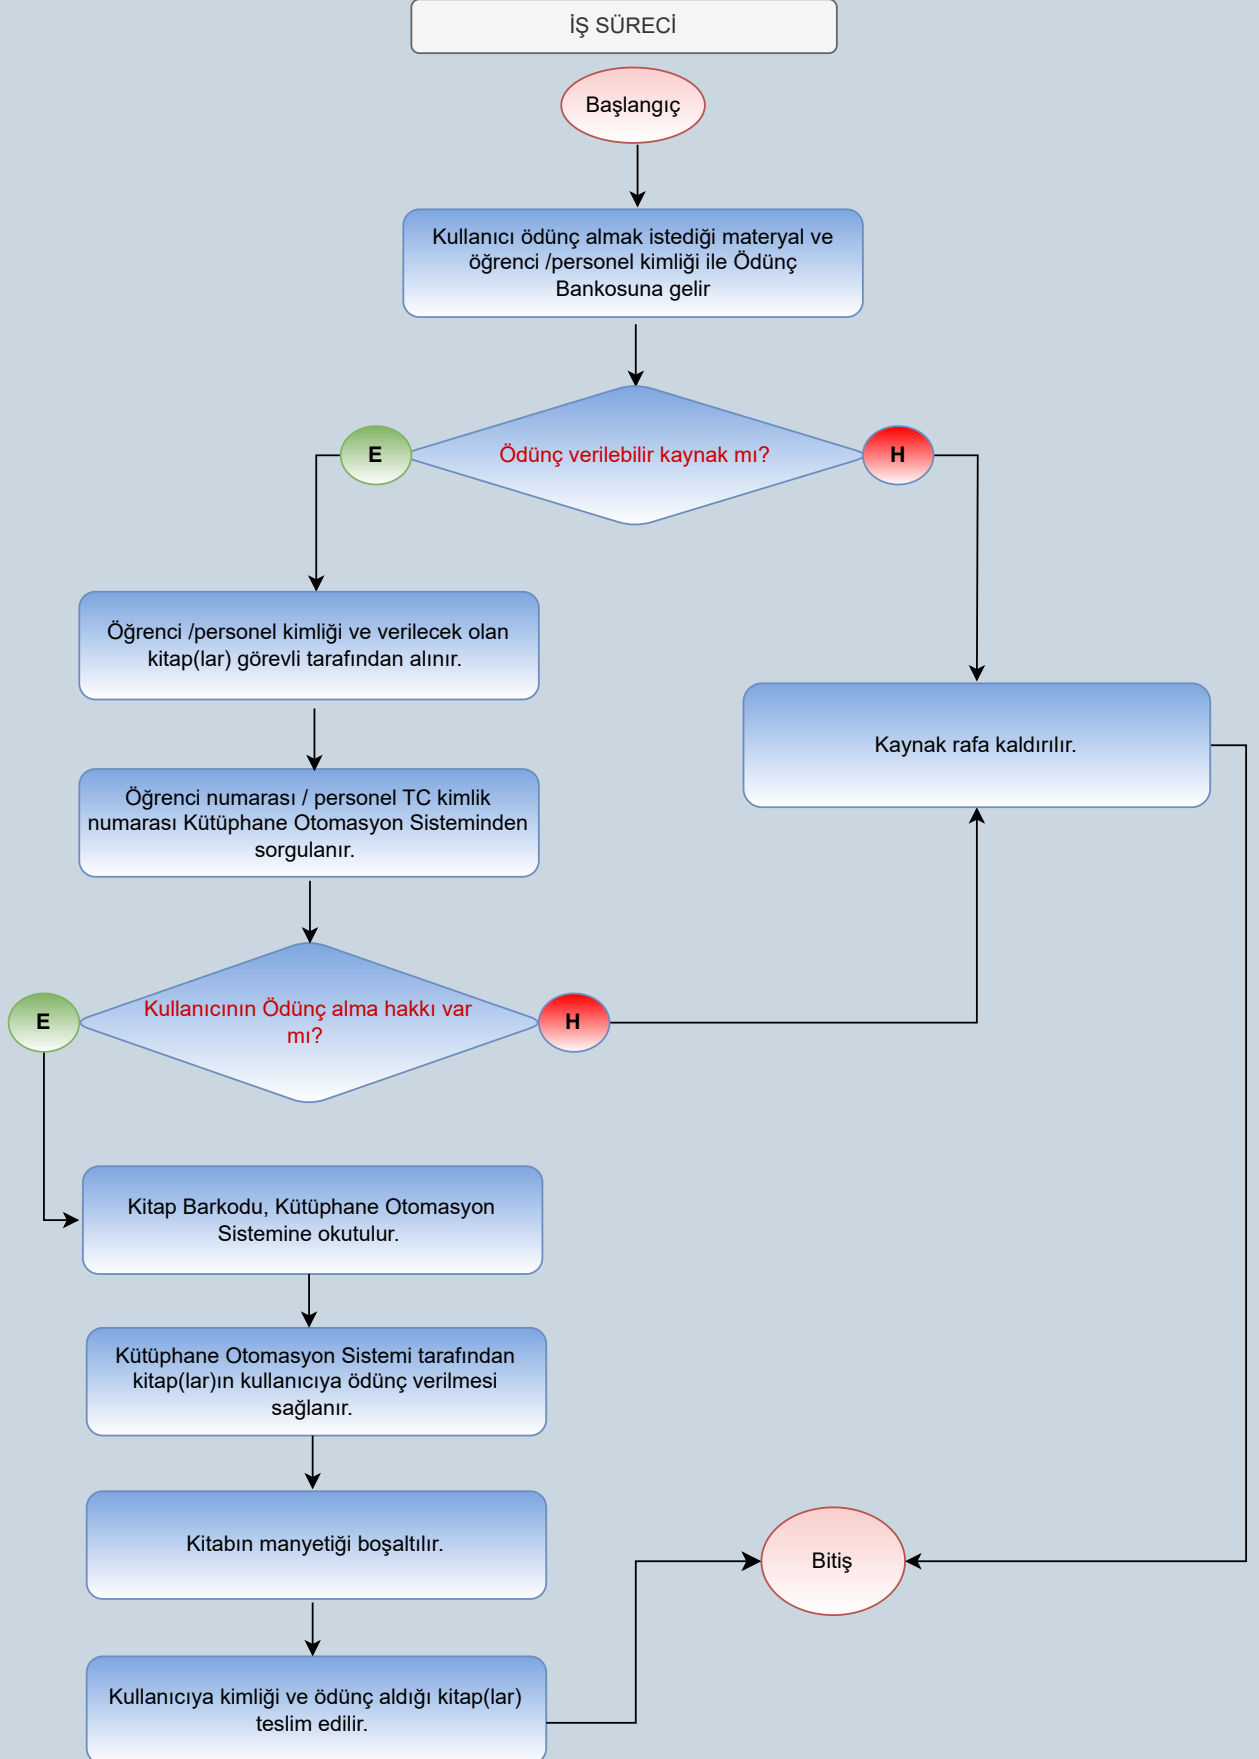 İŞ SÜRECİ
Başlangıç
Kullanıcı ödünç almak istediği materyal ve
öğrenci /personel kimliği ile Ödünç
Bankosuna gelir
E
Ödünç verilebilir kaynak mı?
H
Öğrenci /personel kimliği ve verilecek olan
kitap(lar) görevli tarafından alınır.
Kaynak rafa kaldırılır.
Öğrenci numarası / personel TC kimlik
numarası Kütüphane Otomasyon Sisteminden
sorgulanır.
E
Kullanıcının Ödünç alma hakkı var
mı?
H
Kitap Barkodu, Kütüphane Otomasyon
Sistemine okutulur.
Kütüphane Otomasyon Sistemi tarafından
kitap(lar)ın kullanıcıya ödünç verilmesi
sağlanır.
Kitabın manyetiği boşaltılır.
Bitiş
Kullanıcıya kimliği ve ödünç aldığı kitap(lar)
teslim edilir.